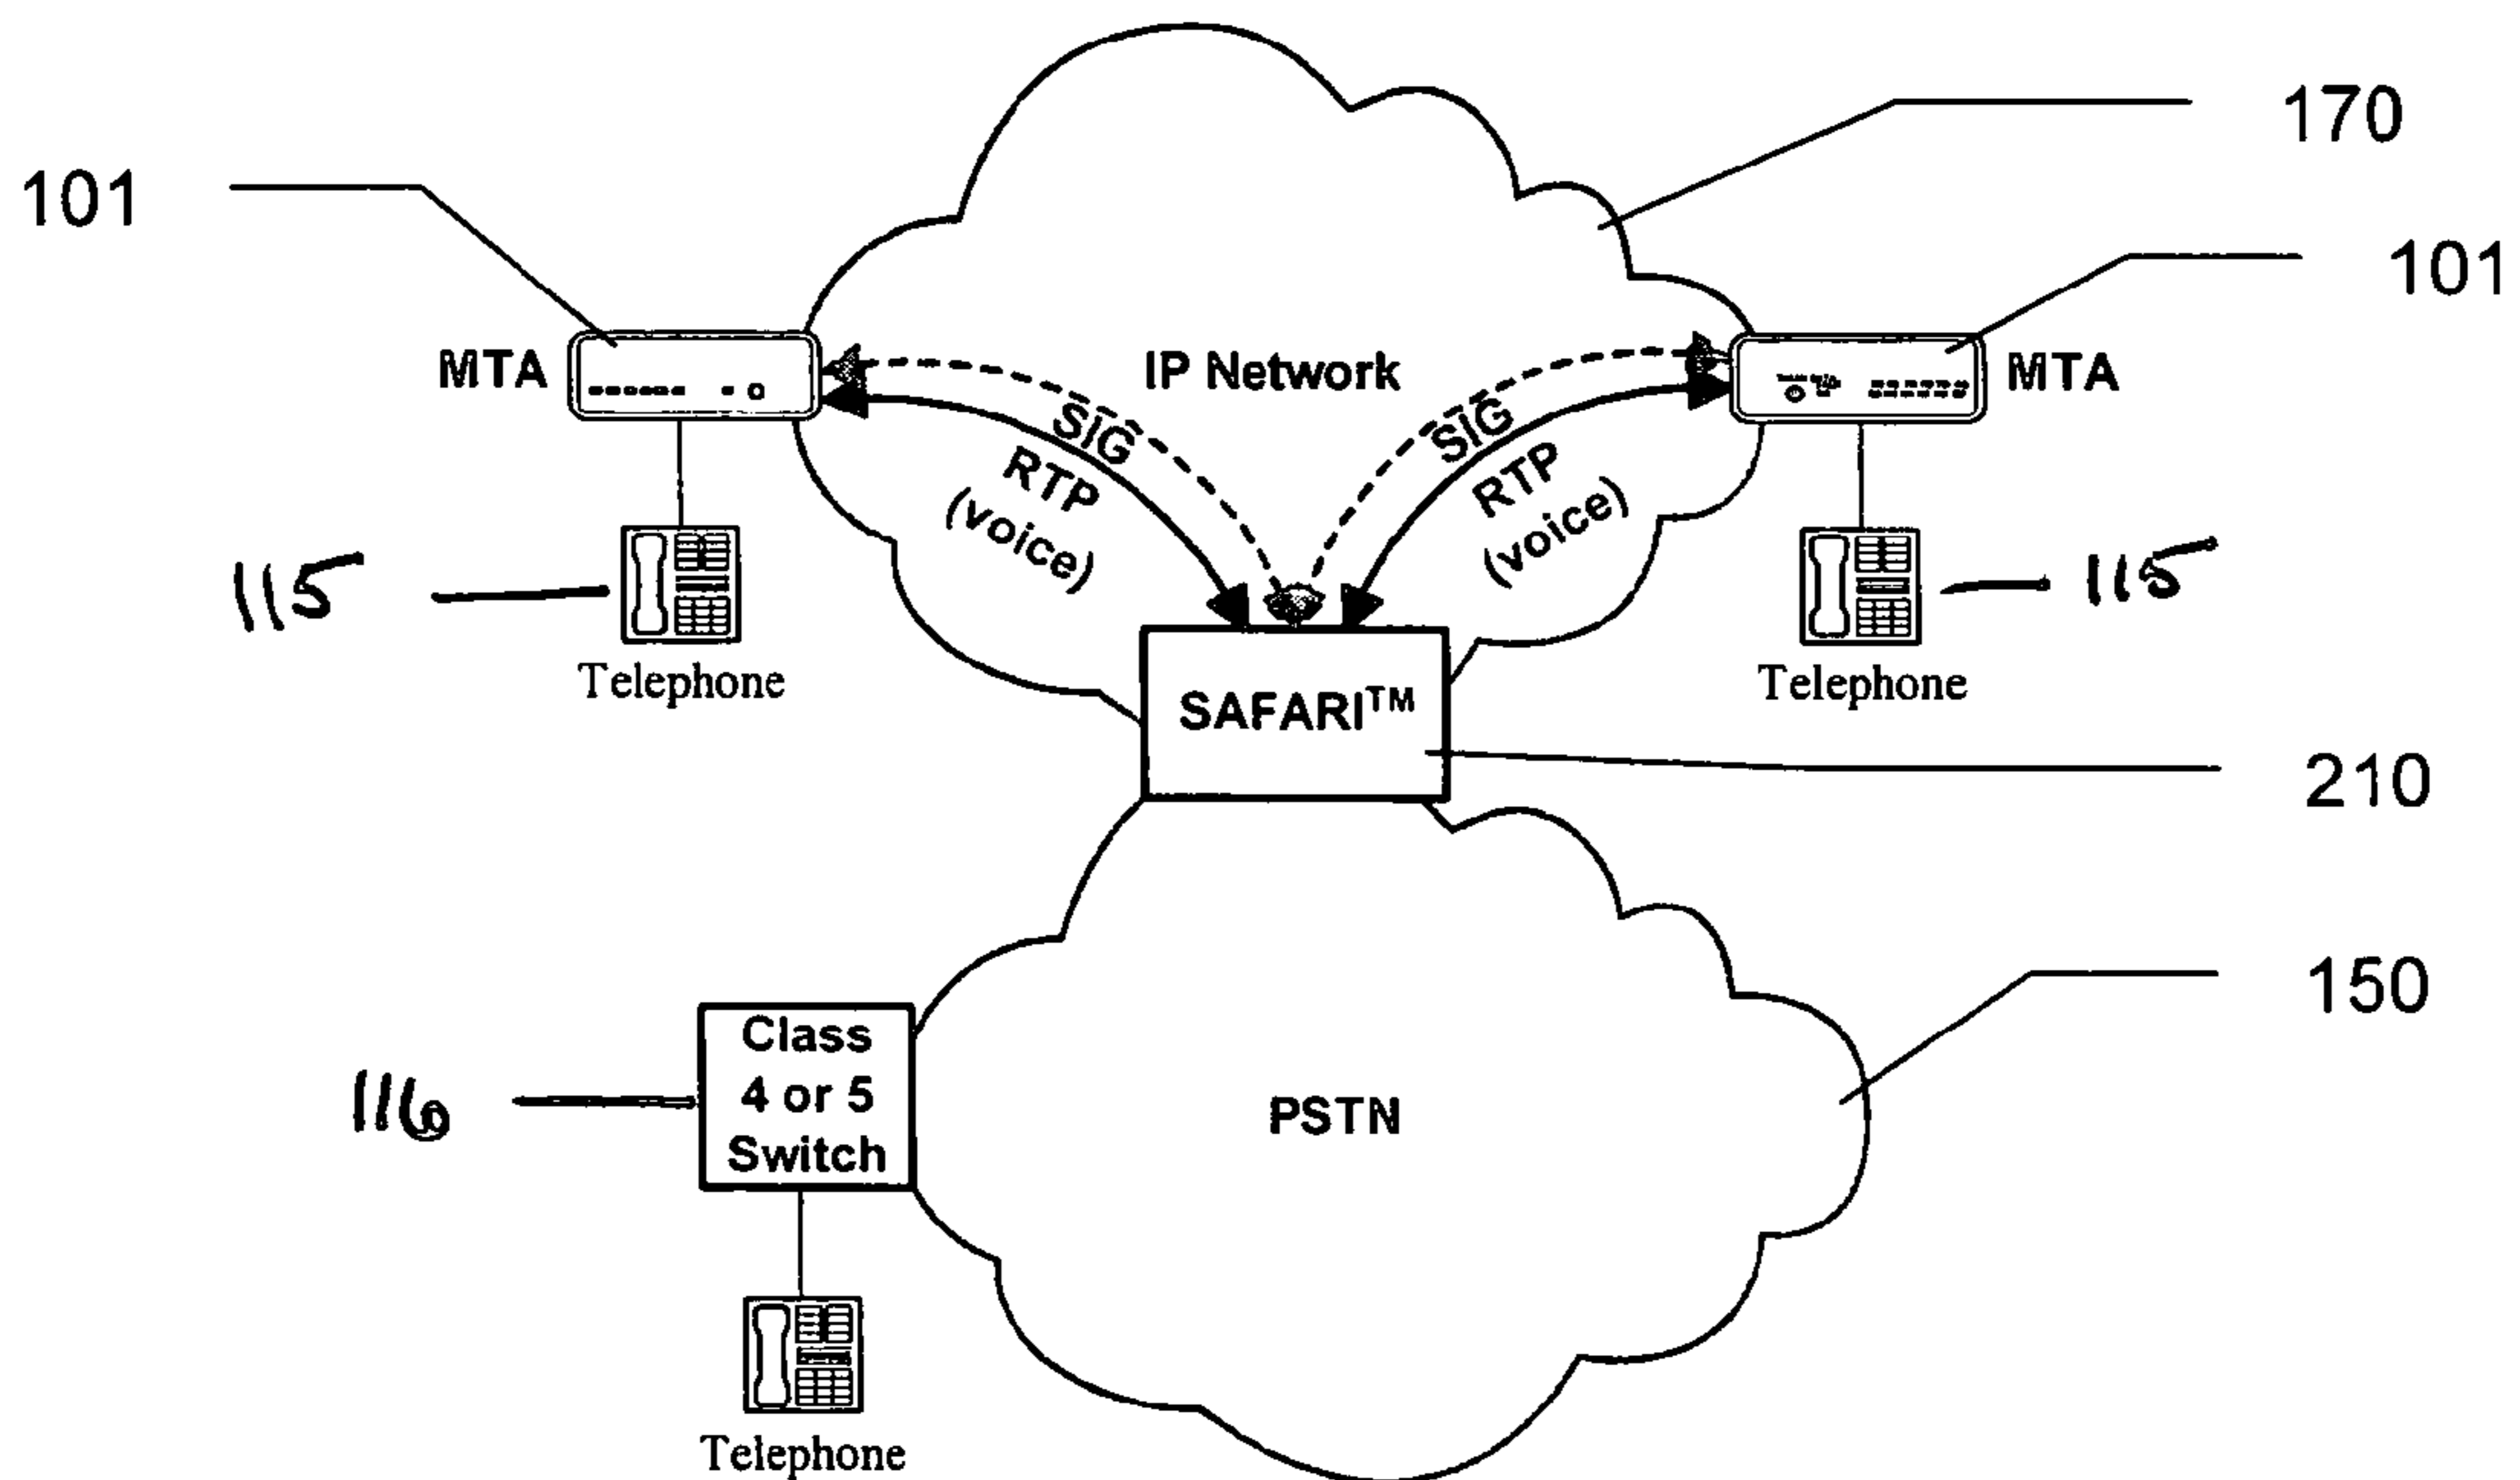 170
101
101
MTA
IP Network
MTA
SIG
SIG
RTP
(voice)
RTP
(voice)
115
115
Telephone
Telephone
SAFARI™
210
150
Class
4 or 5
Switch
116
PSTN
Telephone